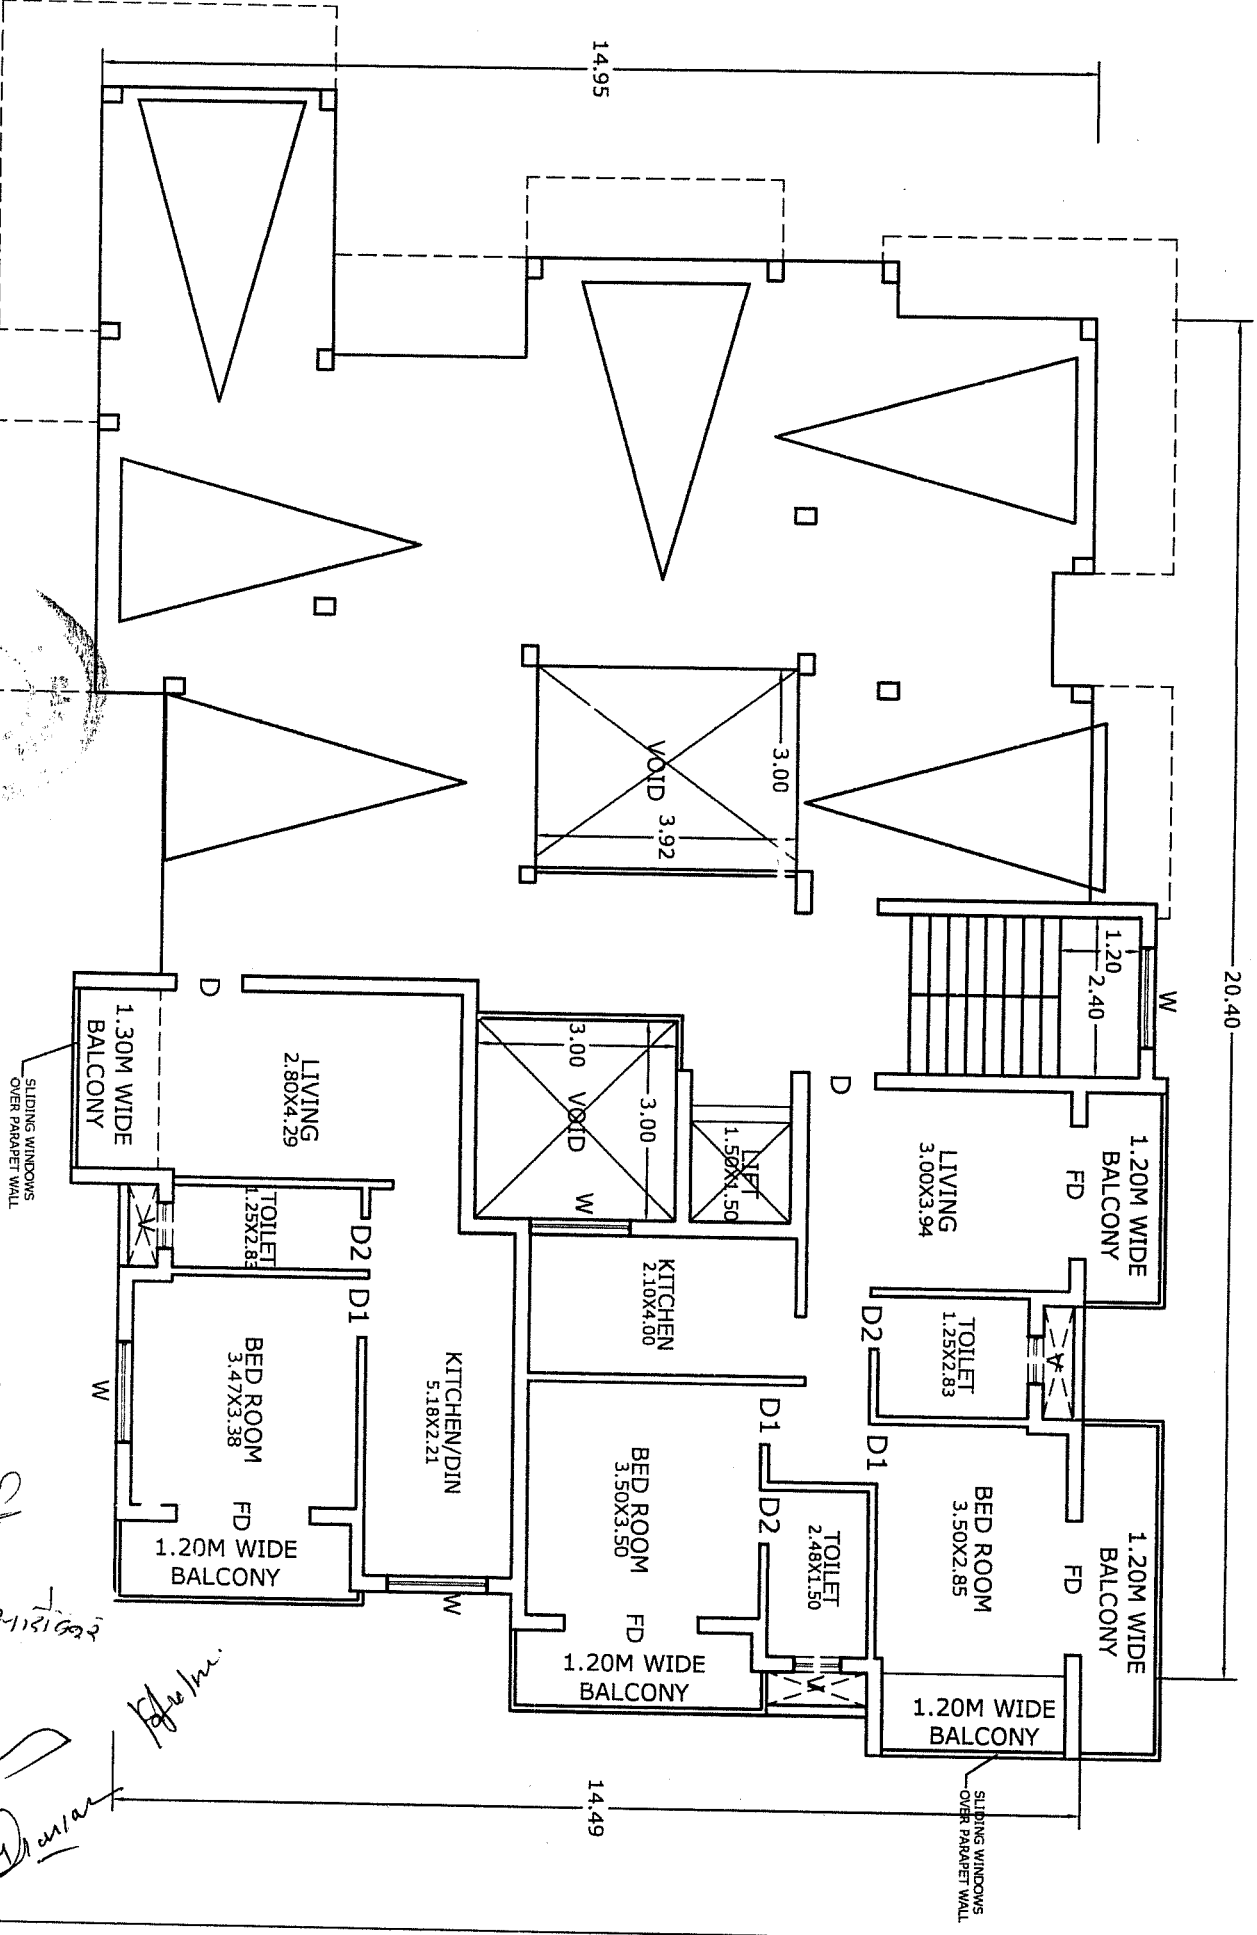 14.95
20.40
3.00
VOID
3.92
1.20
2.40
W
D
1.30M WIDE
BALCONY
SLIDING WINDOWS
OVER PARAPET WALL
LIVING
2.80X4.29
3.00
VOID
3.00
W
LIFT
1.50X1.50
D
LIVING
3.00X3.94
FD
1.20M WIDE
BALCONY
TOILET
1.25X2.83
D2
V
D1
KITCHEN
2.10X4.00
D2
TOILET
1.25X2.83
V
BED ROOM
3.47X3.38
W
FD
1.20M WIDE
BALCONY
KITCHEN/DIN
5.18X2.21
W
D1
D1
BED ROOM
3.50X3.50
D2
TOILET
2.48X1.50
V
FD
1.20M WIDE
BALCONY
BED ROOM
3.50X2.85
FD
1.20M WIDE
BALCONY
1.20M WIDE
BALCONY
SLIDING WINDOWS
OVER PARAPET WALL
14.49